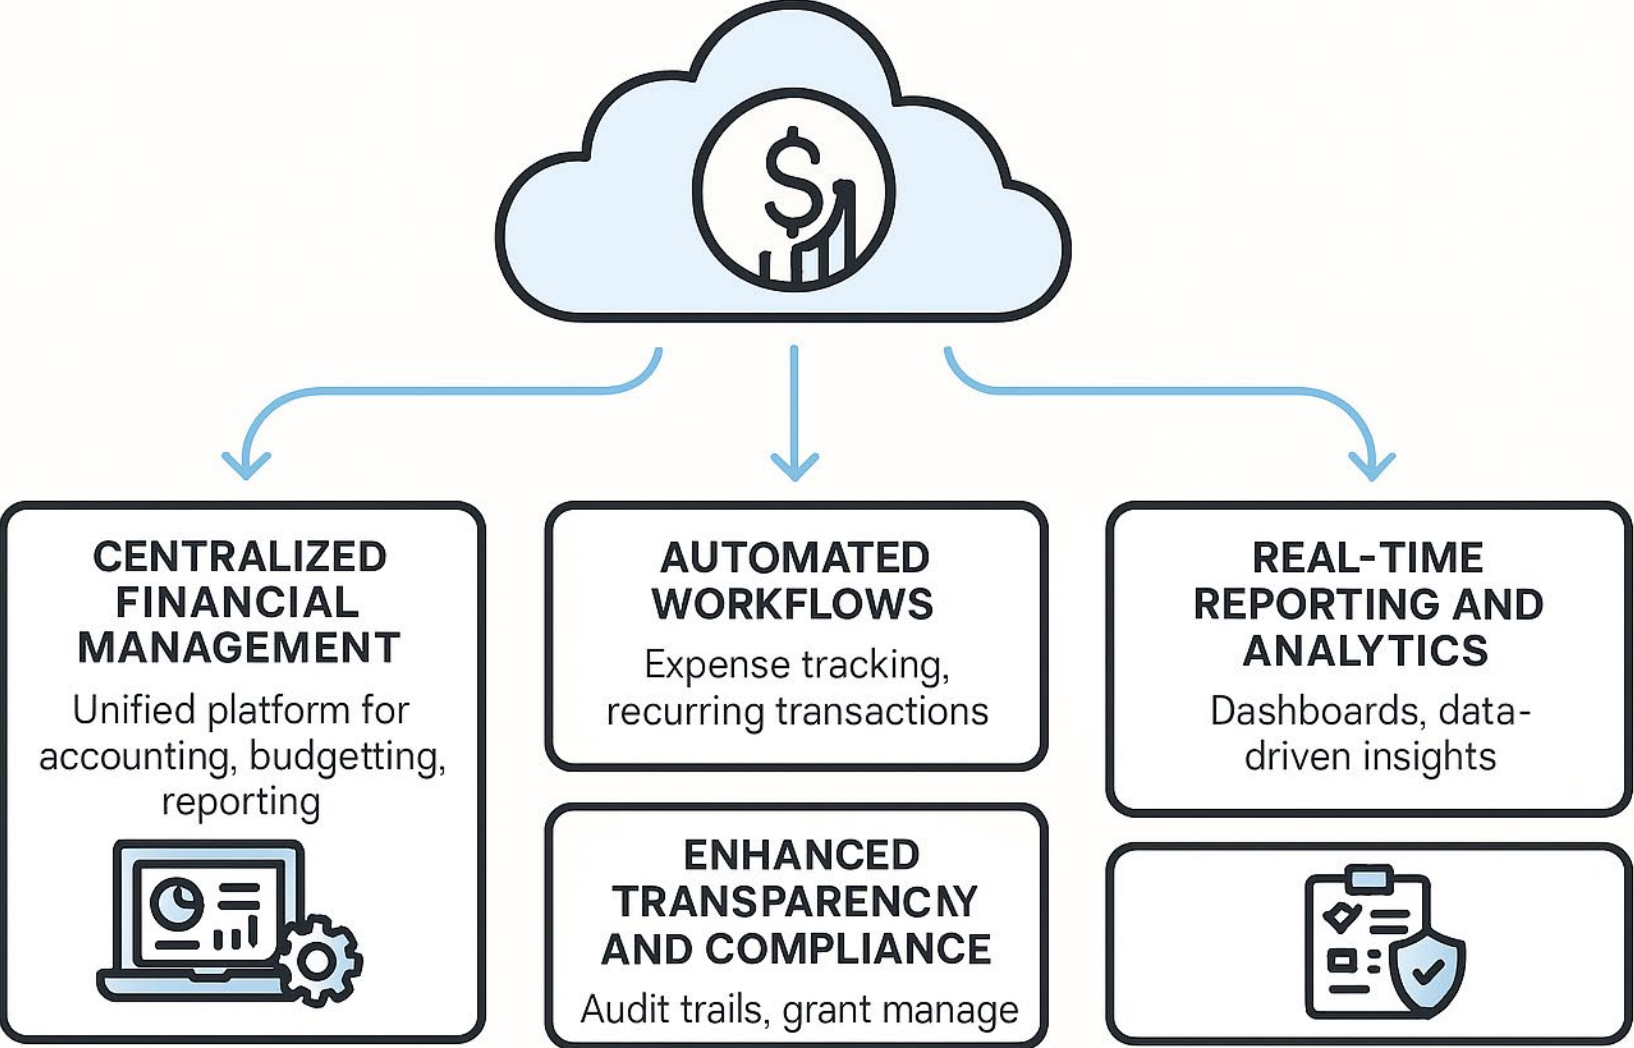 $
CENTRALIZED
FINANCIAL
MANAGEMENT
Unified platform for
accounting, budgetting,
reporting
AUTOMATED
WORKFLOWS
Expense tracking,
recurring transactions
ENHANCED
TRANSPARENCNY
AND COMPLIANCE
Audit trails, grant manage
REAL-TIME
REPORTING AND
ANALYTICS
Dashboards, data-
driven insights